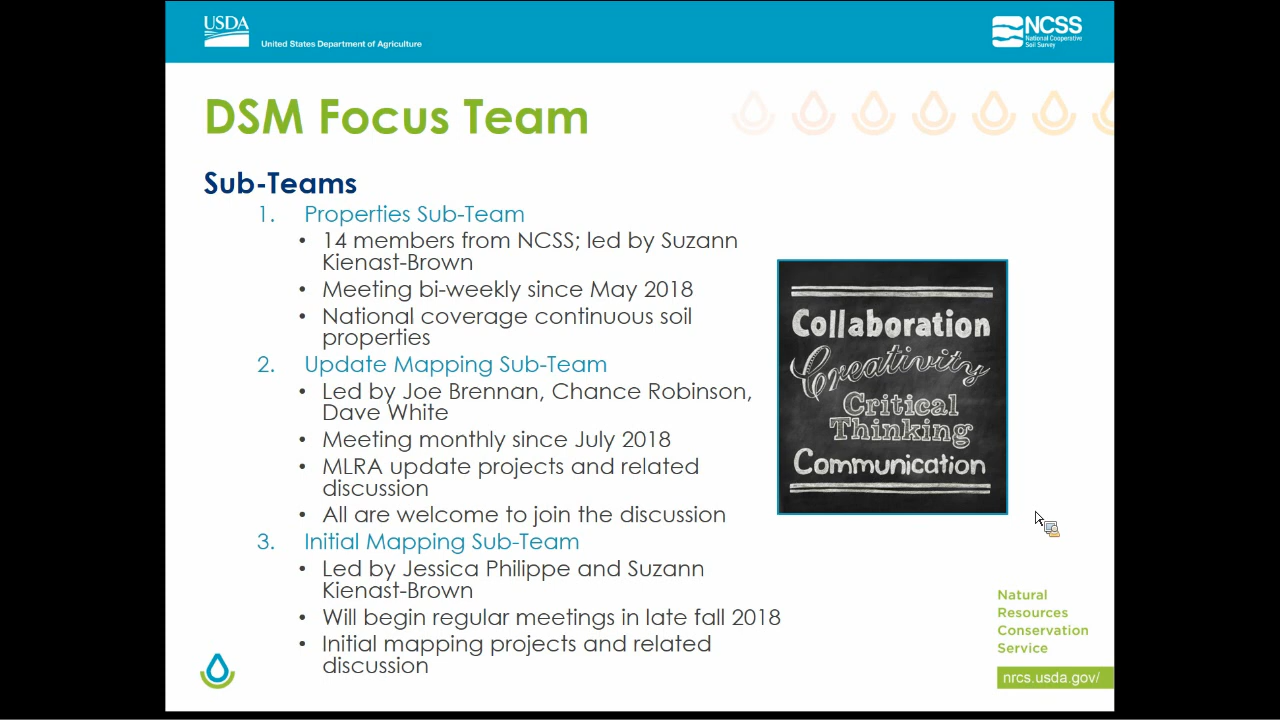 USDA
United States Department of Agriculture
NCSS
National Cooperative
Soil Survey
DSM Focus Team
Sub-Teams
1. Properties Sub-Team
• 14 members from NCSS; led by Suzann
Kienast-Brown
• Meeting bi-weekly since May 2018
• National coverage continuous soil
properties
2. Update Mapping Sub-Team
• Led by Joe Brennan, Chance Robinson,
Dave White
• Meeting monthly since July 2018
• MLRA update projects and related
discussion
• All are welcome to join the discussion
3. Initial Mapping Sub-Team
• Led by Jessica Philippe and Suzann
Kienast-Brown
• Will begin regular meetings in late fall 2018
• Initial mapping projects and related
discussion
Collaboration
Creativity
Critical
Thinking
Communication
Natural
Resources
Conservation
Service
nrcs.usda.gov/